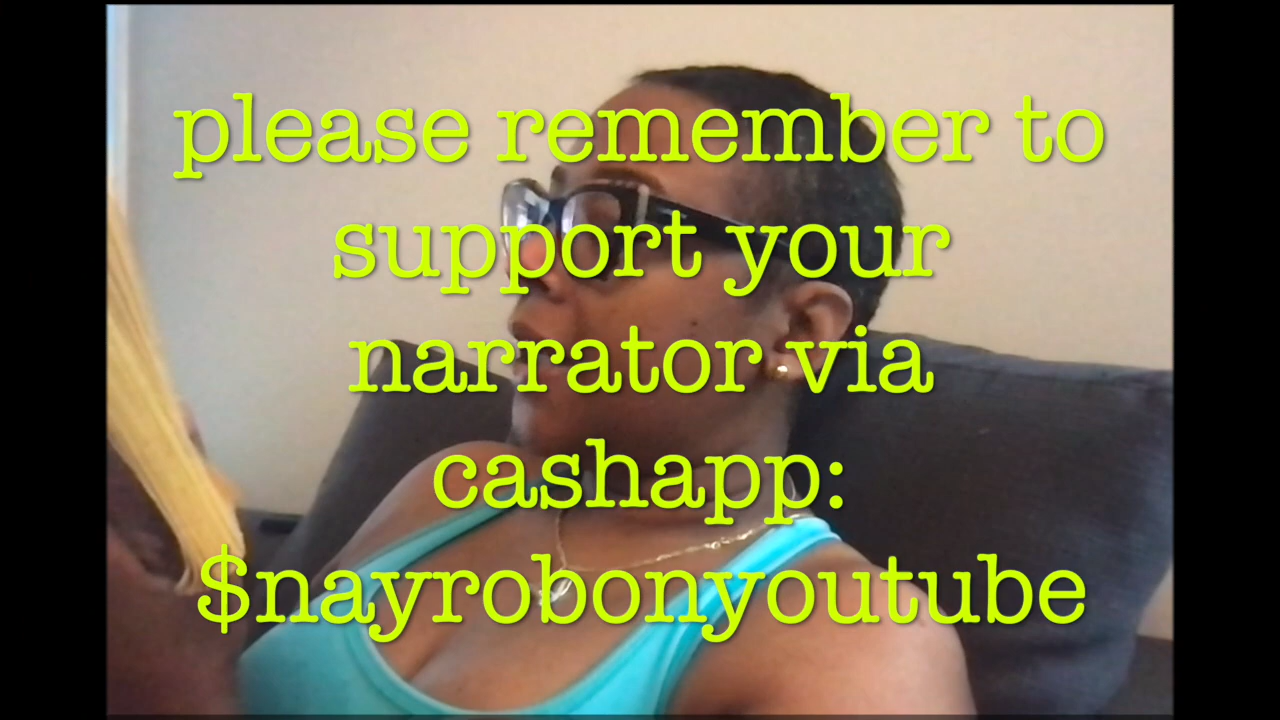 please remember to
support your
narrator via
cashapp:
$nayrobonyoutube